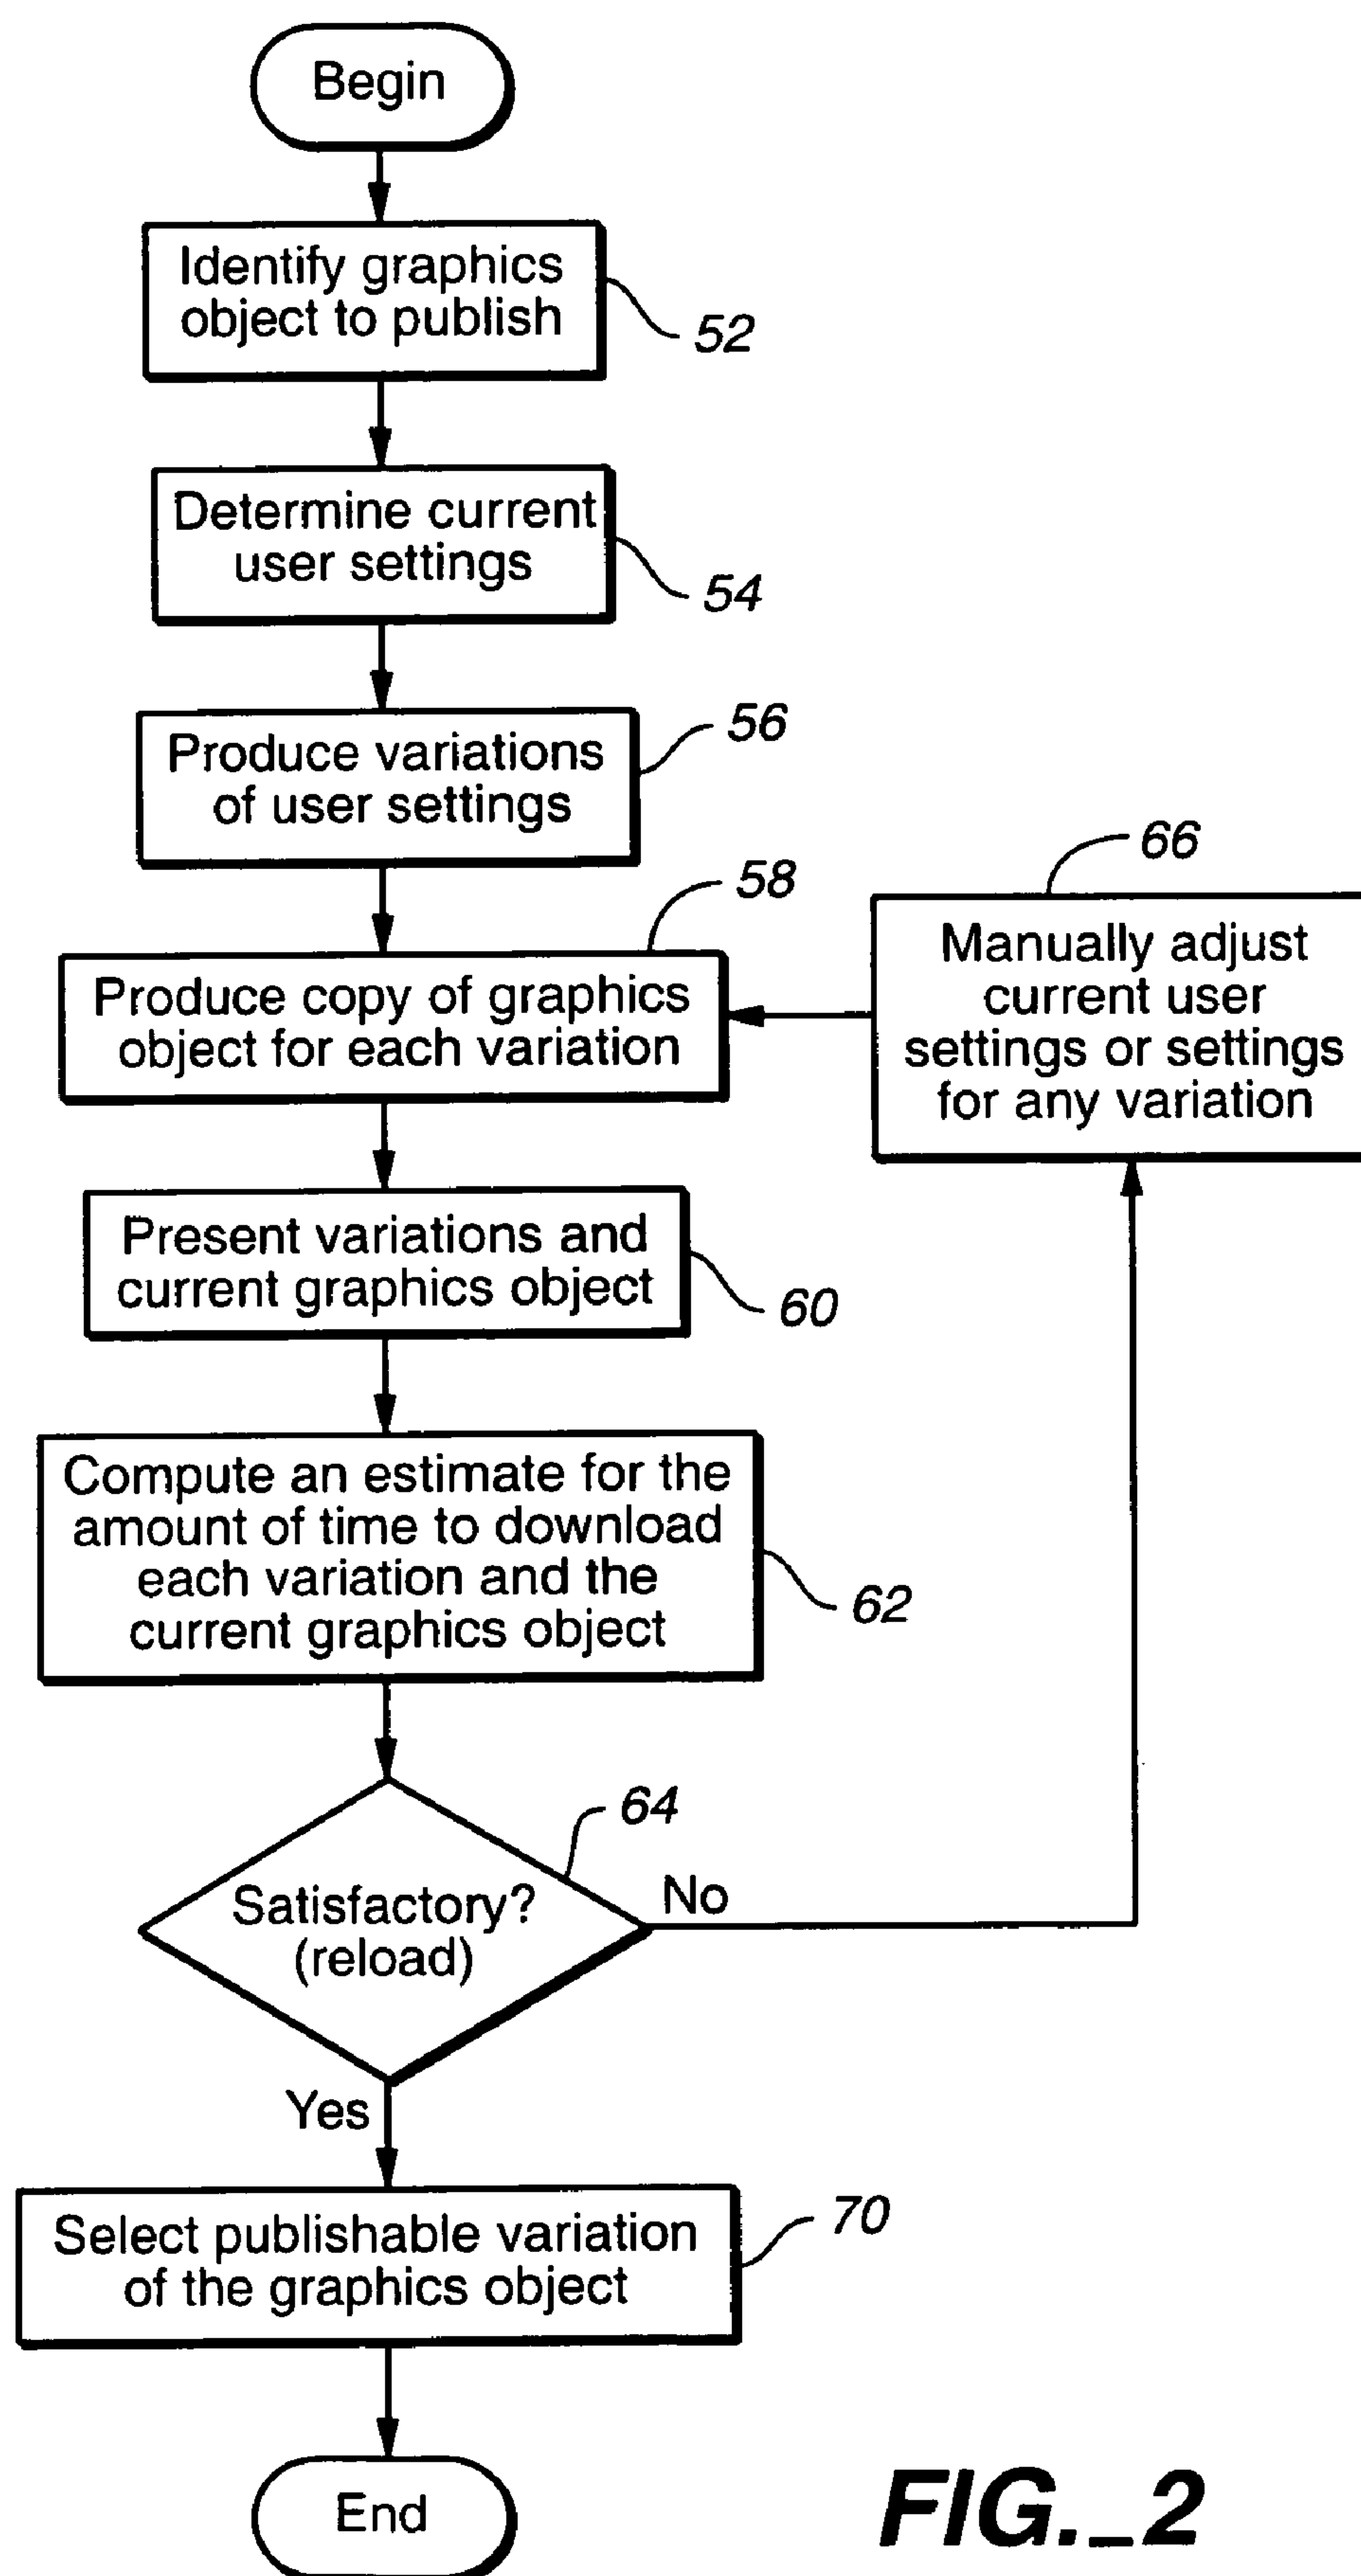 Begin
Identify graphics
object to publish
52
Determine current
user settings
54
Produce variations
of user settings
56
Produce copy of graphics
object for each variation
58
Manually adjust
current user
settings or settings
for any variation
66
Present variations and
current graphics object
60
Compute an estimate for the
amount of time to download
each variation and the
current graphics object
62
Satisfactory?
(reload)
64
No
Yes
Select publishable variation
of the graphics object
70
End
FIG._2